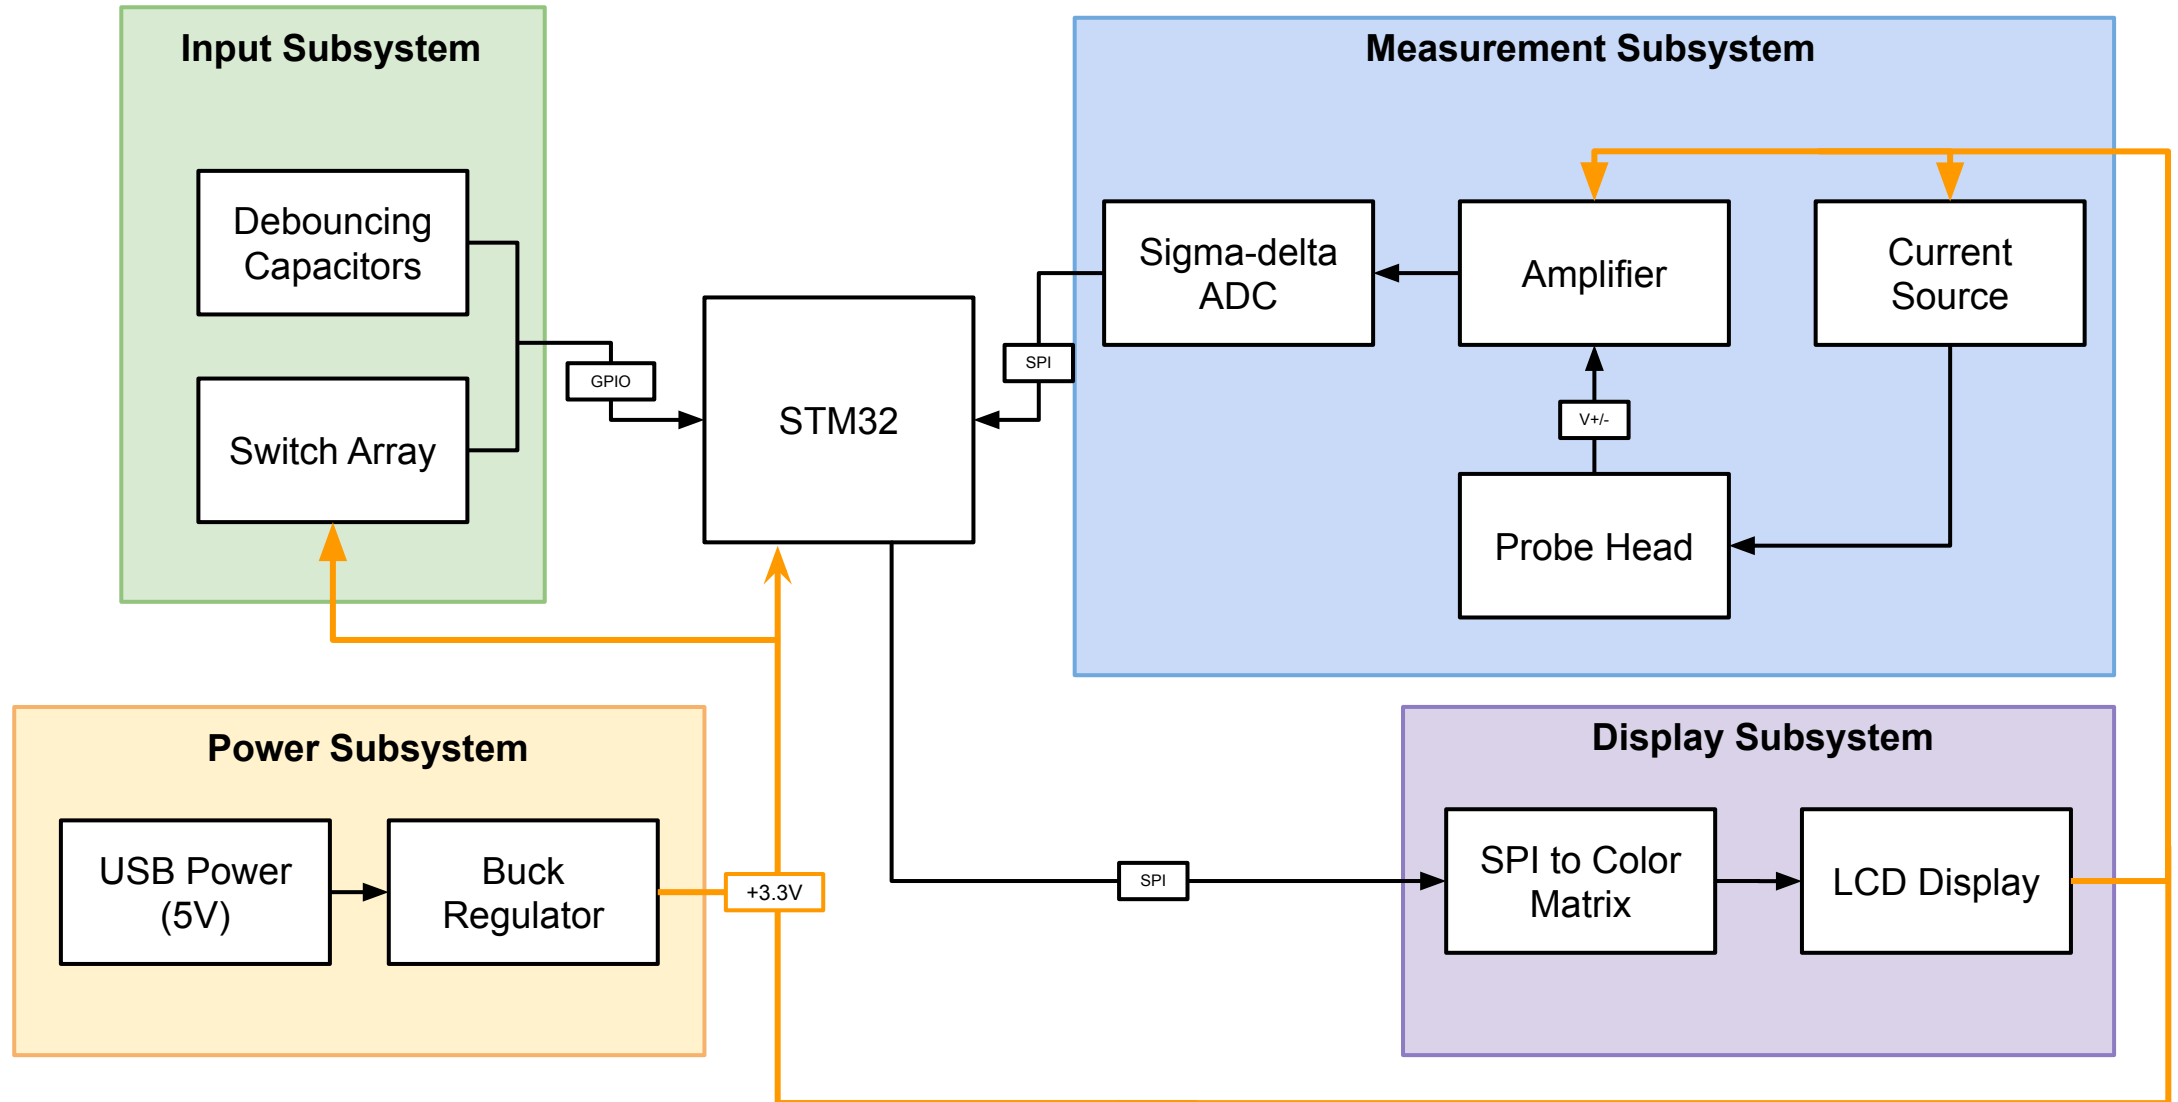 Input Subsystem
Debouncing
Capacitors
Switch Array
GPIO
STM32
Measurement Subsystem
Sigma-delta
ADC
Amplifier
Current
Source
SPI
V+/-
Probe Head
Power Subsystem
USB Power
(5V)
Buck
Regulator
+3.3V
SPI
Display Subsystem
SPI to Color
Matrix
LCD Display